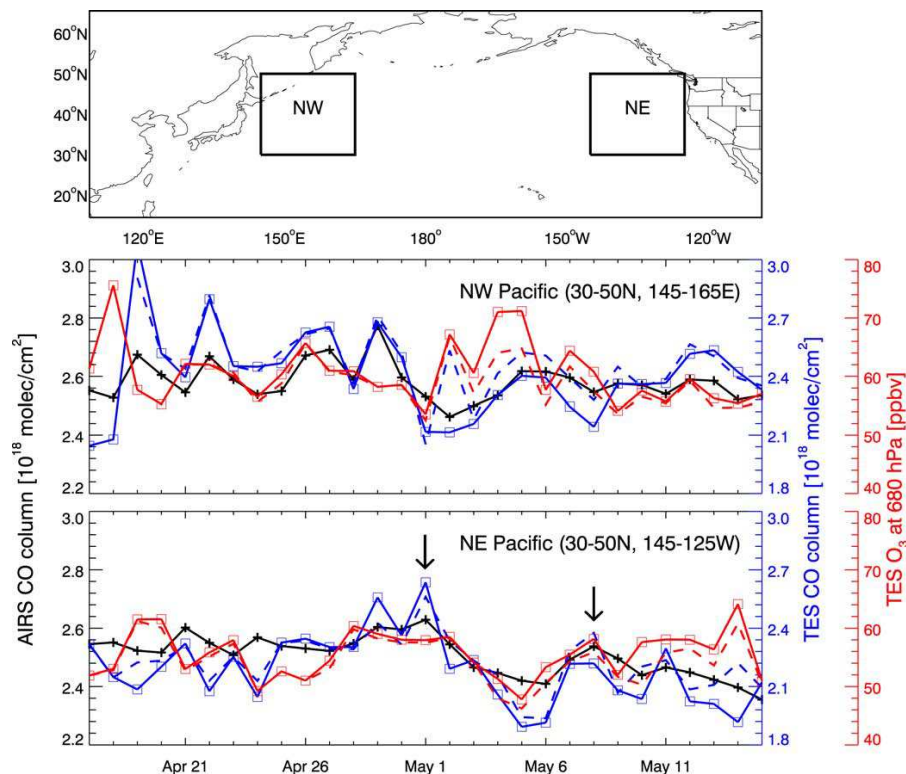 60°N
50°N
40°N
30°N
20°N
NW
NE
120°E
150°E
180°
150°W
120°W
3.0
2.8
2.6
2.4
2.2
AIRS CO column [10^18 molec/cm^2]
NW Pacific (30-50N, 145-165E)
3.0
2.7
2.4
2.1
1.8
TES CO column [10^18 molec/cm^2]
80
70
60
50
40
TES O3 at 680 hPa [ppbv]
3.0
2.8
2.6
2.4
2.2
NE Pacific (30-50N, 145-125W)
3.0
2.7
2.4
2.1
1.8
80
70
60
50
40
Apr 21
Apr 26
May 1
May 6
May 11